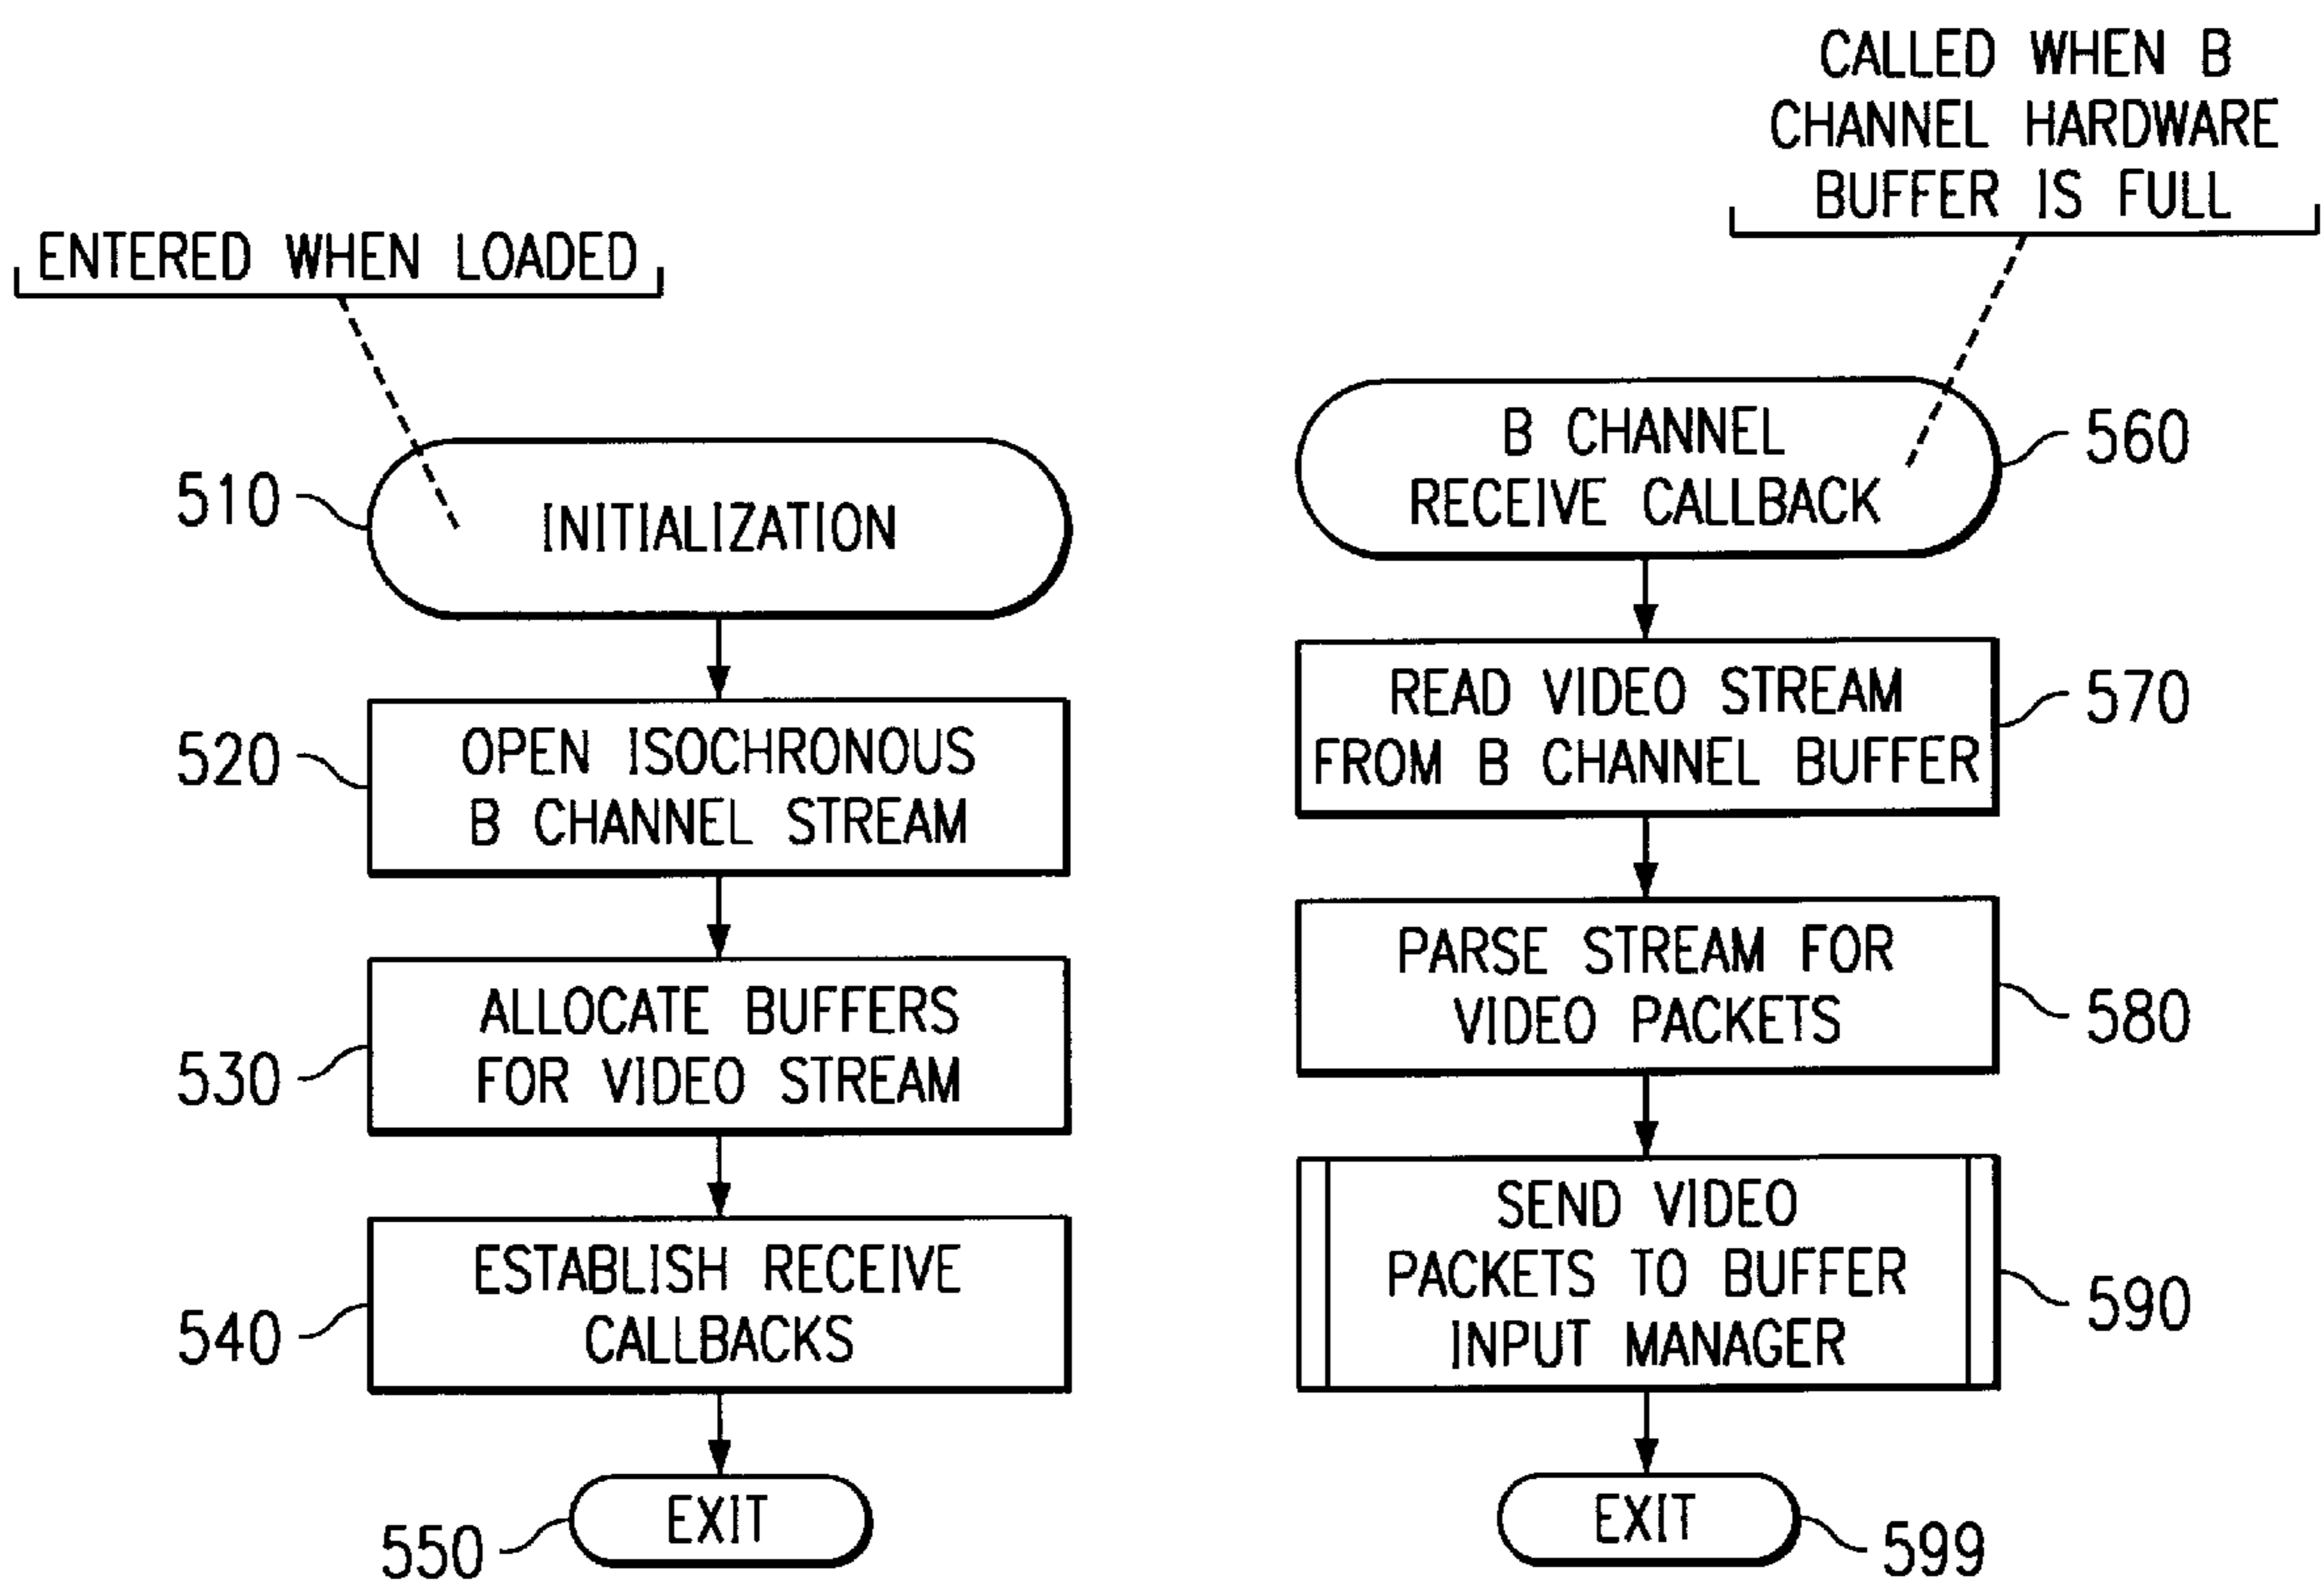 ENTERED WHEN LOADED
510
INITIALIZATION
520
OPEN ISOCHRONOUS
B CHANNEL STREAM
530
ALLOCATE BUFFERS
FOR VIDEO STREAM
540
ESTABLISH RECEIVE
CALLBACKS
550
EXIT
CALLED WHEN B
CHANNEL HARDWARE
BUFFER IS FULL
B CHANNEL
RECEIVE CALLBACK
560
READ VIDEO STREAM
FROM B CHANNEL BUFFER
570
PARSE STREAM FOR
VIDEO PACKETS
580
SEND VIDEO
PACKETS TO BUFFER
INPUT MANAGER
590
EXIT
599